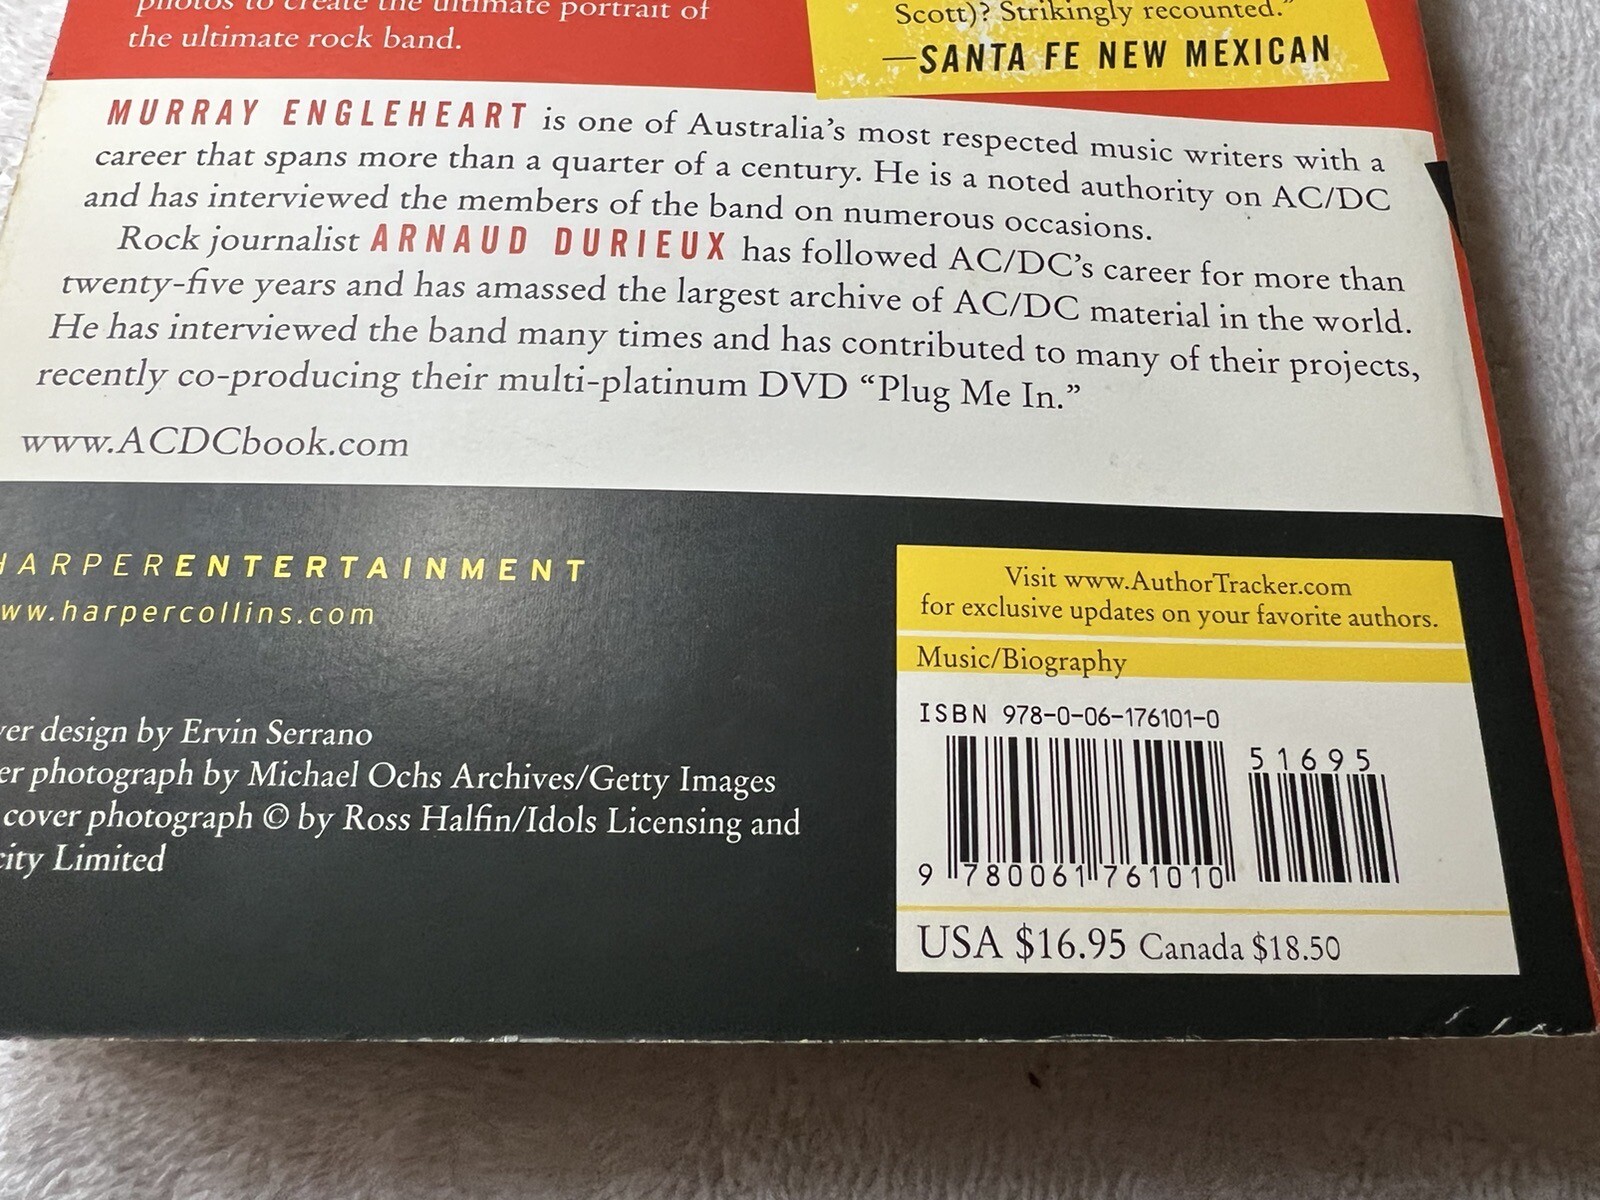 photos to create the ultimate portrait of
the ultimate rock band.
Scott)? Strikingly recounted."
—SANTA FE NEW MEXICAN
MURRAY ENGLEHEART is one of Australia's most respected music writers with a
career that spans more than a quarter of a century. He is a noted authority on AC/DC
and has interviewed the members of the band on numerous occasions.
Rock journalist ARNAUD DURIEUX has followed AC/DC's career for more than
twenty-five years and has amassed the largest archive of AC/DC material in the world.
He has interviewed the band many times and has contributed to many of their projects,
recently co-producing their multi-platinum DVD “Plug Me In.”
www.ACDCbook.com
HARPERENTERTAINMENT
ww.harpercollins.com
ver design by Ervin Serrano
er photograph by Michael Ochs Archives/Getty Images
cover photograph © by Ross Halfin/Idols Licensing and
city Limited
Visit www.AuthorTracker.com
for exclusive updates on your favorite authors.
Music/Biography
ISBN 978-0-06-176101-0
51695
9 780061 761010
USA $16.95 Canada $18.50